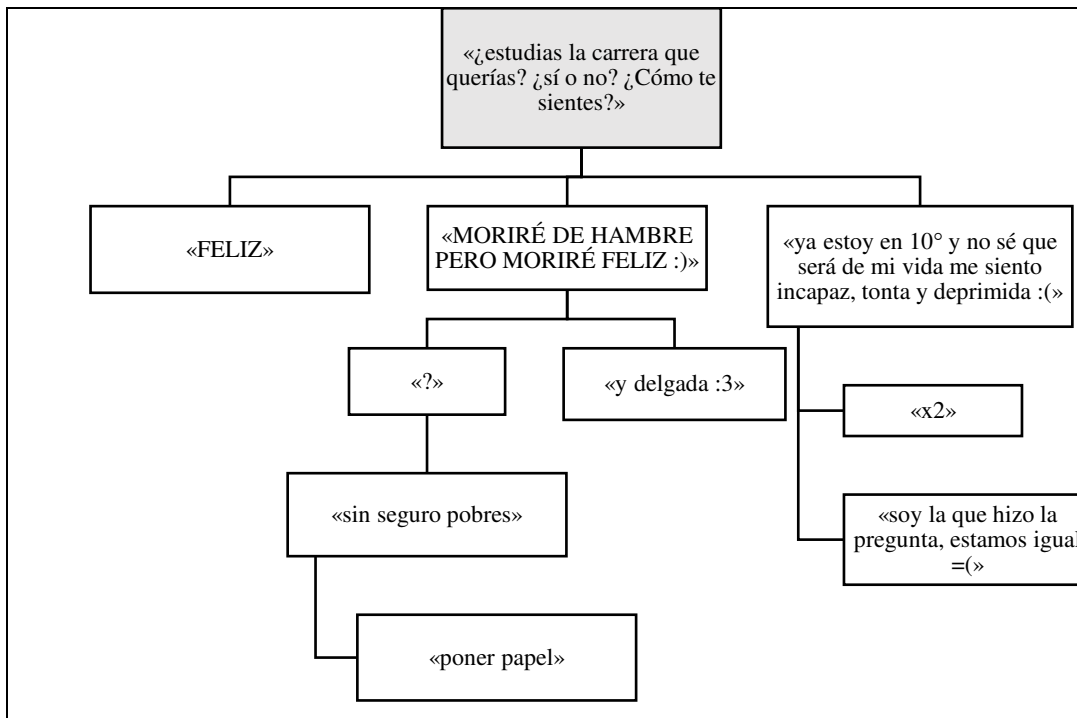 «¿estudias la carrera que
querías? ¿sí o no? ¿Cómo te
sientes?»
«FELIZ»
«MORIRÉ DE HAMBRE
PERO MORIRÉ FELIZ :)»
«ya estoy en 10° y no sé que
será de mi vida me siento
incapaz, tonta y deprimida :(»
«?»
«y delgada :3»
«x2»
«sin seguro pobres»
«soy la que hizo la
pregunta, estamos igual
=(»
«poner papel»